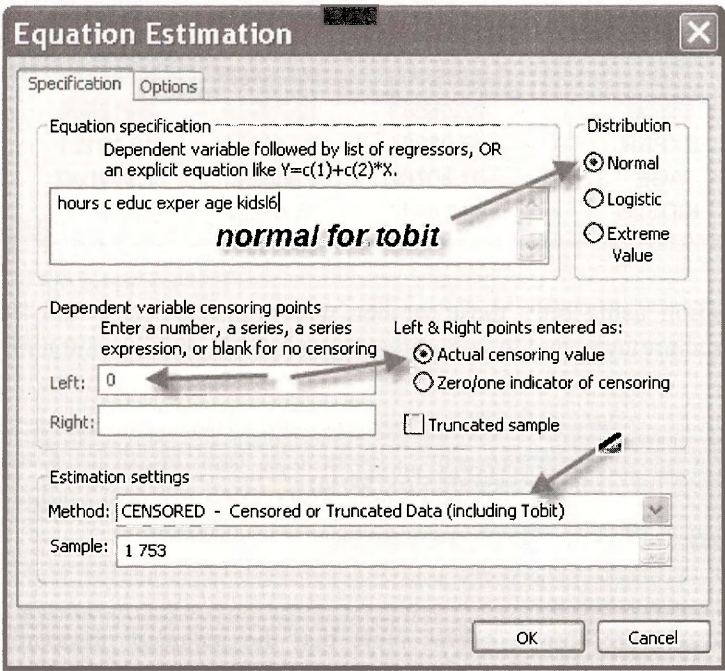 Equation Estimation
Specification
Options
Equation specification
Dependent variable followed by list of regressors, OR
an explicit equation like Y=c(1)+c(2)*X.
hours c educ exper age kidsl6
normal for tobit
Distribution
Normal
Logistic
Extreme
Value
Dependent variable censoring points
Enter a number, a series, a series
expression, or blank for no censoring
Left: 0
Right:
Left & Right points entered as:
Actual censoring value
Zero/one indicator of censoring
Truncated sample
Estimation settings
Method: CENSORED - Censored or Truncated Data (including Tobit)
Sample: 1 753
OK
Cancel